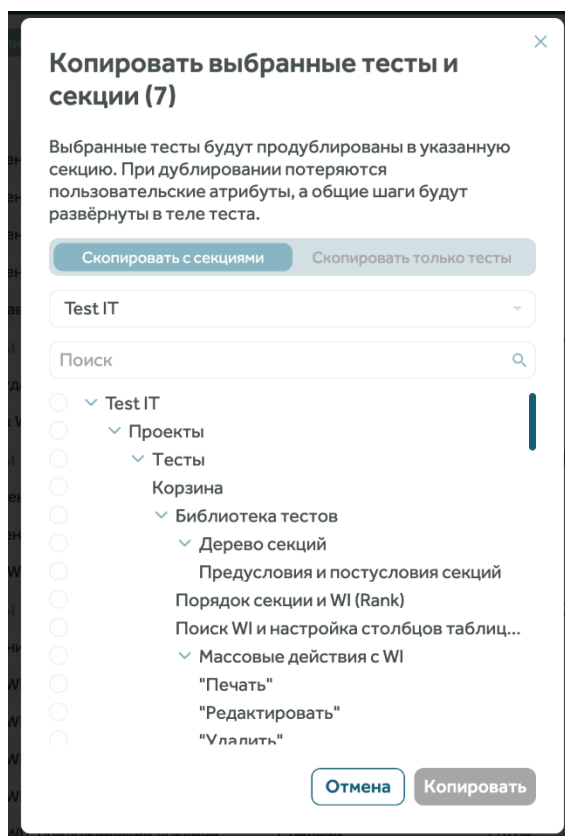 Копировать выбранные тесты и
секции (7)
Выбранные тесты будут продублированы в указанную
секцию. При дублировании потеряются
пользовательские атрибуты, а общие шаги будут
развёрнуты в теле теста.
Скопировать с секциями
Скопировать только тесты
Test IT
Поиск
Test IT
Проекты
Тесты
Корзина
Библиотека тестов
Дерево секций
Предусловия и постусловия секций
Порядок секции и WI (Rank)
Поиск WI и настройка столбцов таблиц...
Массовые действия с WI
"Печать"
"Редактировать"
"Удалить"
Отмена
Копировать